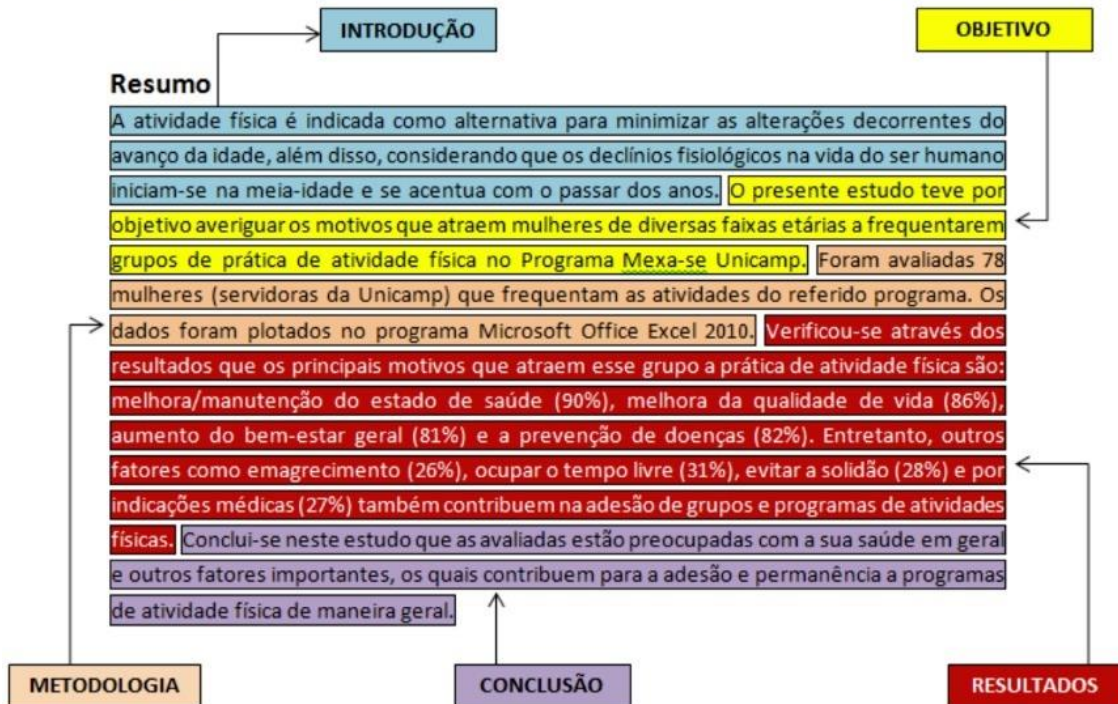 INTRODUÇÃO
OBJETIVO
Resumo
A atividade física é indicada como alternativa para minimizar as alterações decorrentes do
avanço da idade, além disso, considerando que os declínios fisiológicos na vida do ser humano
iniciam-se na meia-idade e se acentua com o passar dos anos. O presente estudo teve por
objetivo averiguar os motivos que atraem mulheres de diversas faixas etárias a frequentarem
grupos de prática de atividade física no Programa Mexa-se Unicamp. Foram avaliadas 78
mulheres (servidoras da Unicamp) que frequentam as atividades do referido programa. Os
dados foram plotados no programa Microsoft Office Excel 2010. Verificou-se através dos
resultados que os principais motivos que atraem esse grupo a prática de atividade física são:
melhora/manutenção do estado de saúde (90%), melhora da qualidade de vida (86%),
aumento do bem-estar geral (81%) e a prevenção de doenças (82%). Entretanto, outros
fatores como emagrecimento (26%), ocupar o tempo livre (31%), evitar a solidão (28%) e por
indicações médicas (27%) também contribuem na adesão de grupos e programas de atividades
físicas. Conclui-se neste estudo que as avaliadas estão preocupadas com a sua saúde em geral
e outros fatores importantes, os quais contribuem para a adesão e permanência a programas
de atividade física de maneira geral.
METODOLOGIA
CONCLUSÃO
RESULTADOS